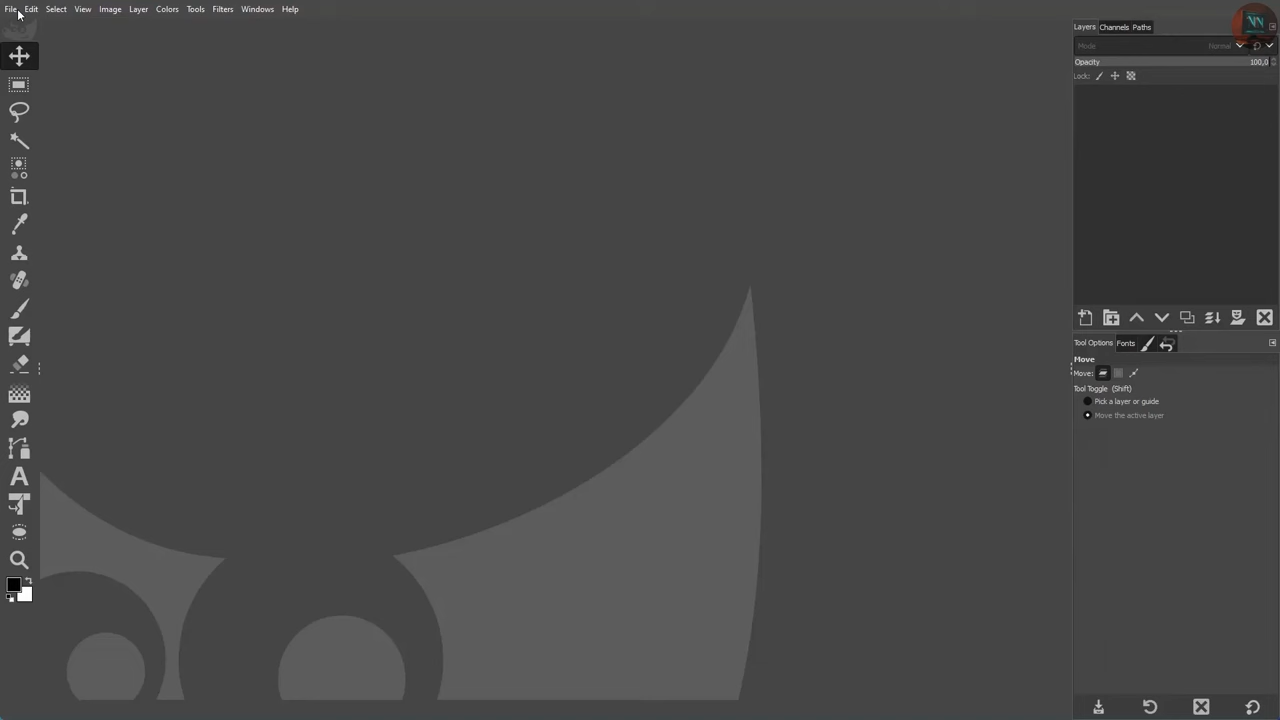 File Edit Select View Image Layer Colors Tools Filters Windows Help
Layers Channels Paths
Mode Normal
Opacity 100,0
Lock:
Tool Options Fonts
Move
Move:
Tool Toggle (Shift)
Pick a layer or guide
Move the active layer